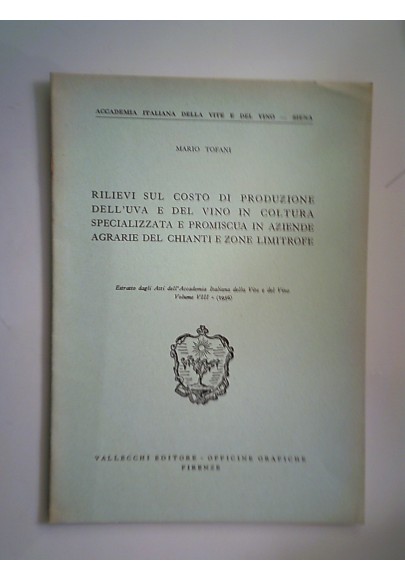 ACCADEMIA ITALIANA DELLA VITE E DEL VINO — SIENA
MARIO TOFANI
RILIEVI SUL COSTO DI PRODUZIONE
DELL'UVA E DEL VINO IN COLTURA
SPECIALIZZATA E PROMISCUA IN AZIENDE
AGRARIE DEL CHIANTI E ZONE LIMITROFE
Estratto dagli Atti dell'Accademia Italiana della Vite e del Vino
Volume VIII - (1956)
VALLECCHI EDITORE - OFFICINE GRAFICHE
FIRENZE